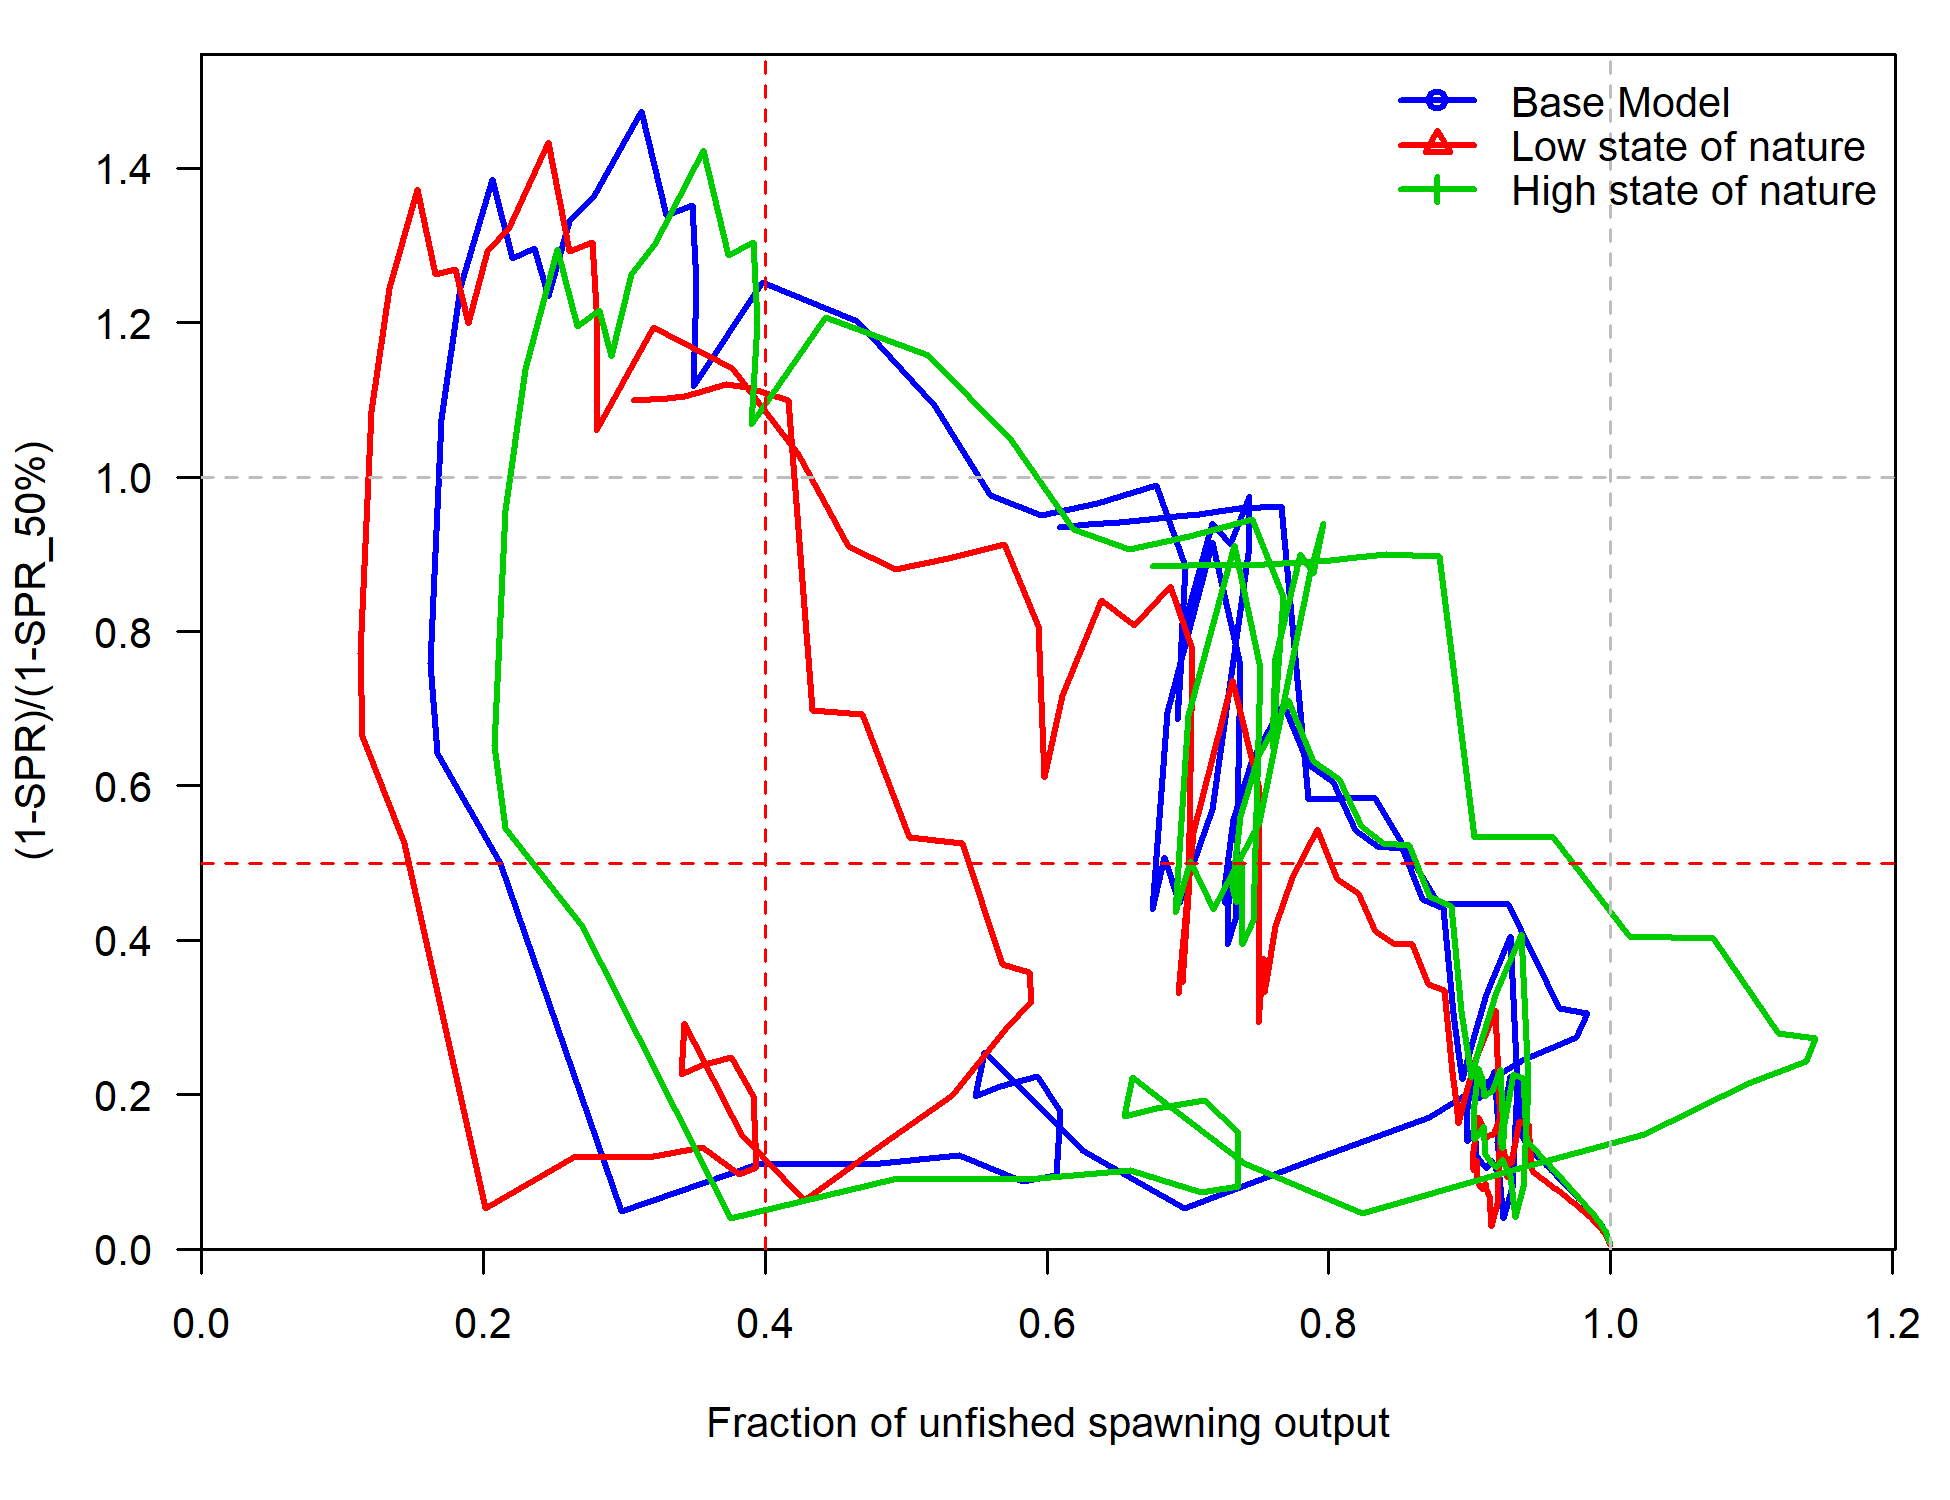 Base Model
Low state of nature
High state of nature
1.4
1.2
1.0
0.8
0.6
0.4
0.2
0.0
(1-SPR)/(1-SPR_50%)
0.0 0.2 0.4 0.6 0.8 1.0 1.2
Fraction of unfished spawning output